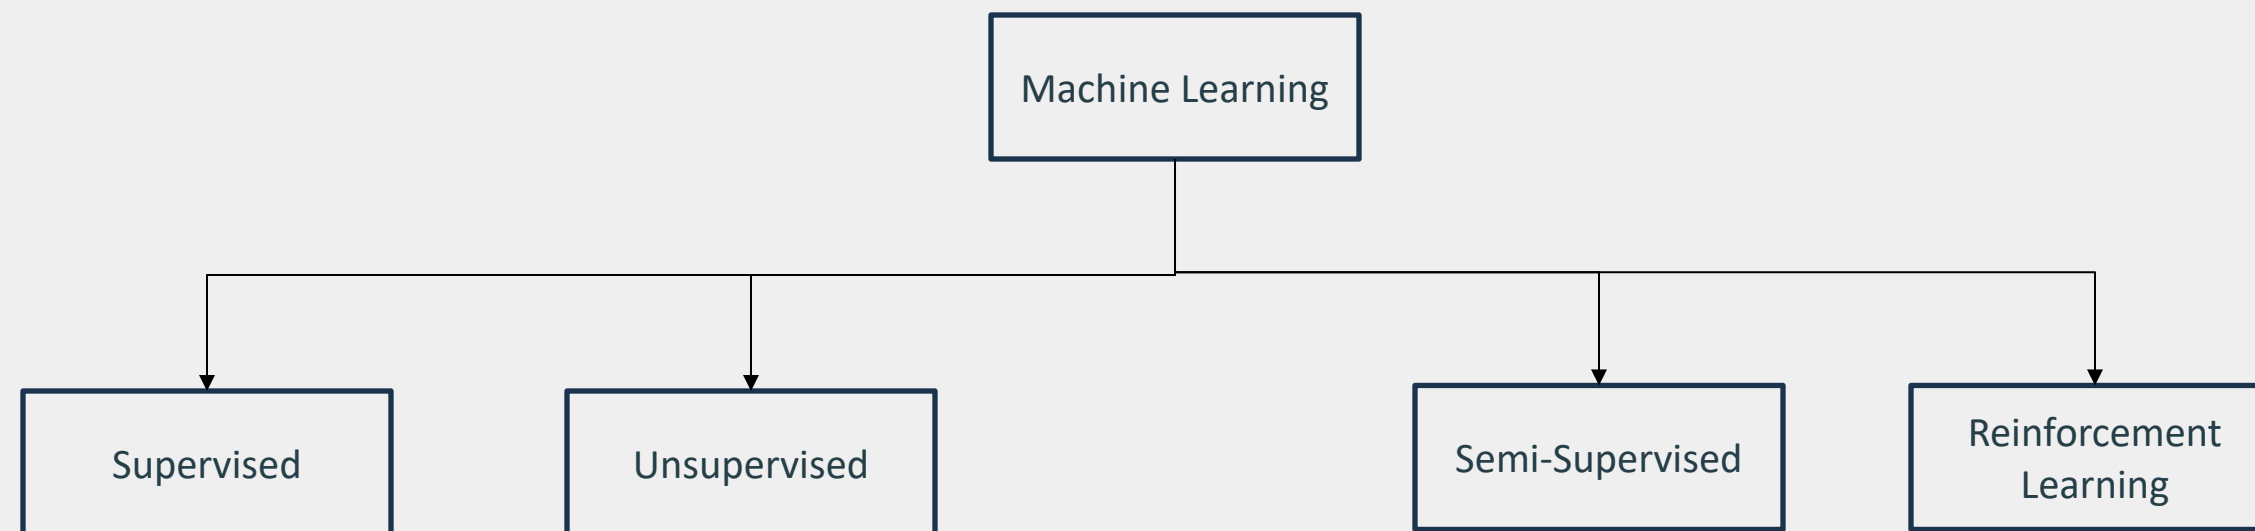 Machine Learning
Supervised
Unsupervised
Semi-Supervised
Reinforcement
Learning